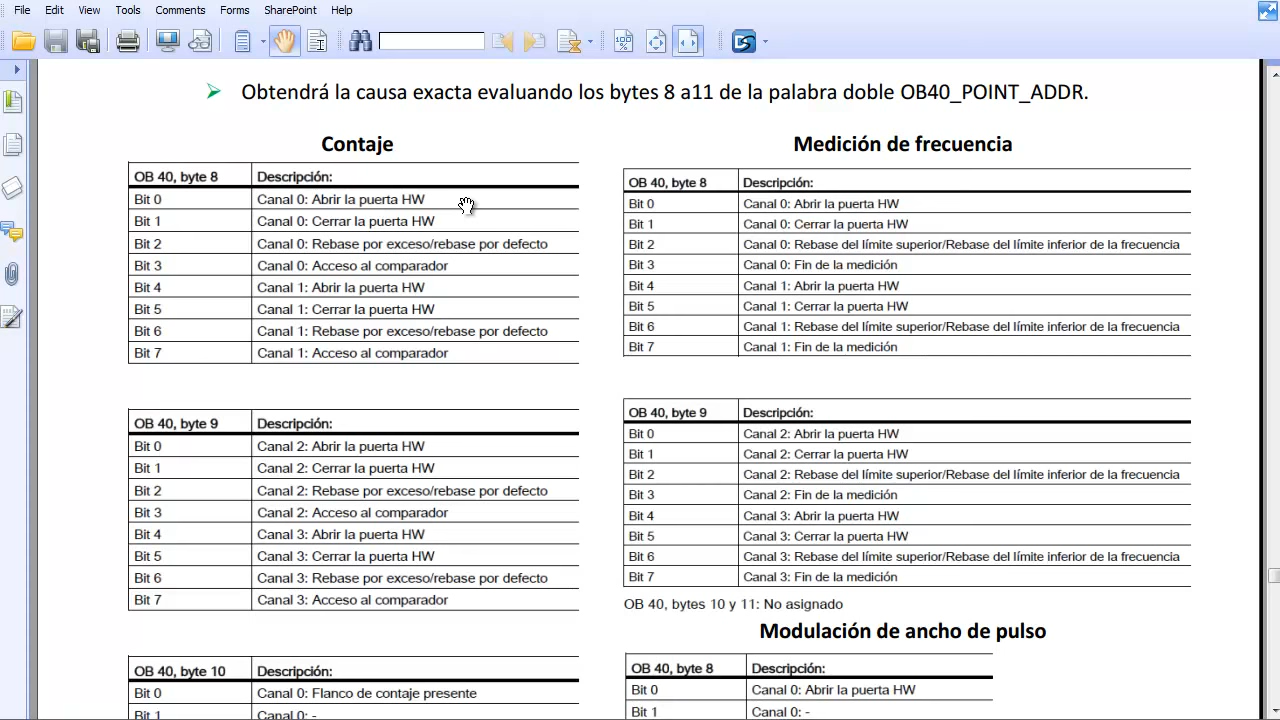 File Edit View Tools Comments Forms SharePoint Help
Obtendrá la causa exacta evaluando los bytes 8 a11 de la palabra doble OB40_POINT_ADDR.
Contaje
OB 40, byte 8 Descripción:
Bit 0 Canal 0: Abrir la puerta HW
Bit 1 Canal 0: Cerrar la puerta HW
Bit 2 Canal 0: Rebase por exceso/rebase por defecto
Bit 3 Canal 0: Acceso al comparador
Bit 4 Canal 1: Abrir la puerta HW
Bit 5 Canal 1: Cerrar la puerta HW
Bit 6 Canal 1: Rebase por exceso/rebase por defecto
Bit 7 Canal 1: Acceso al comparador
OB 40, byte 9 Descripción:
Bit 0 Canal 2: Abrir la puerta HW
Bit 1 Canal 2: Cerrar la puerta HW
Bit 2 Canal 2: Rebase por exceso/rebase por defecto
Bit 3 Canal 2: Acceso al comparador
Bit 4 Canal 3: Abrir la puerta HW
Bit 5 Canal 3: Cerrar la puerta HW
Bit 6 Canal 3: Rebase por exceso/rebase por defecto
Bit 7 Canal 3: Acceso al comparador
OB 40, byte 10 Descripción:
Bit 0 Canal 0: Flanco de contaje presente
Bit 1 Canal 0: -
Medición de frecuencia
OB 40, byte 8 Descripción:
Bit 0 Canal 0: Abrir la puerta HW
Bit 1 Canal 0: Cerrar la puerta HW
Bit 2 Canal 0: Rebase del límite superior/Rebase del límite inferior de la frecuencia
Bit 3 Canal 0: Fin de la medición
Bit 4 Canal 1: Abrir la puerta HW
Bit 5 Canal 1: Cerrar la puerta HW
Bit 6 Canal 1: Rebase del límite superior/Rebase del límite inferior de la frecuencia
Bit 7 Canal 1: Fin de la medición
OB 40, byte 9 Descripción:
Bit 0 Canal 2: Abrir la puerta HW
Bit 1 Canal 2: Cerrar la puerta HW
Bit 2 Canal 2: Rebase del límite superior/Rebase del límite inferior de la frecuencia
Bit 3 Canal 2: Fin de la medición
Bit 4 Canal 3: Abrir la puerta HW
Bit 5 Canal 3: Cerrar la puerta HW
Bit 6 Canal 3: Rebase del límite superior/Rebase del límite inferior de la frecuencia
Bit 7 Canal 3: Fin de la medición
OB 40, bytes 10 y 11: No asignado
Modulación de ancho de pulso
OB 40, byte 8 Descripción:
Bit 0 Canal 0: Abrir la puerta HW
Bit 1 Canal 0: -